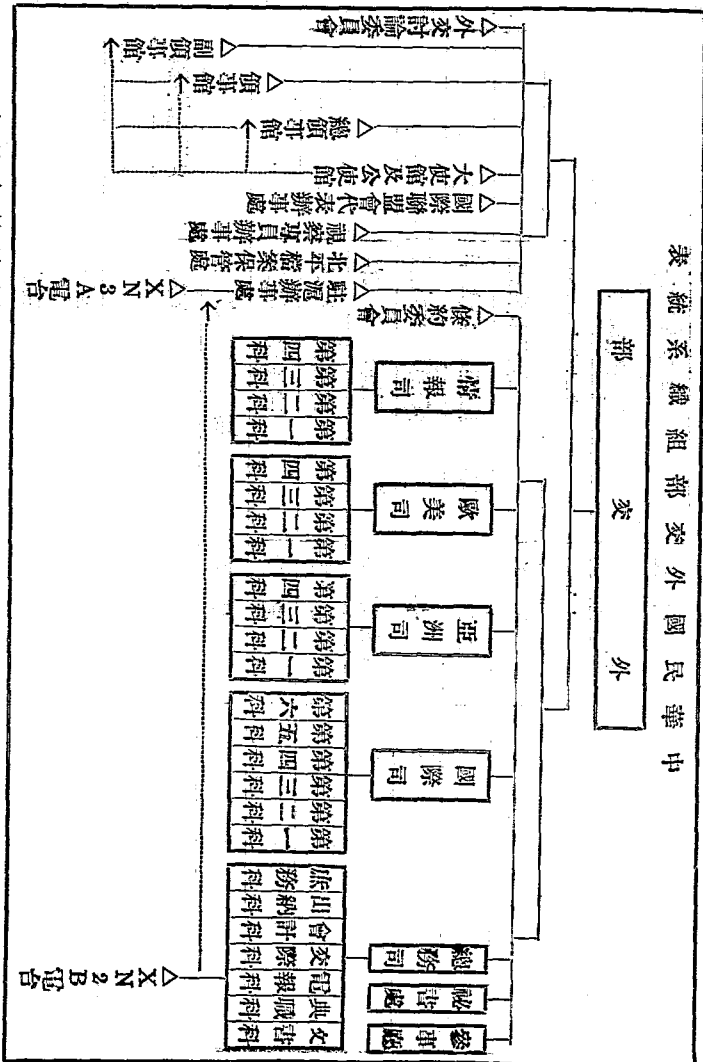 中華民國外交部組織系統表
外交部
參事廳
祕書處
總務司
文書科
典職科
電報科
交際科
會計科
出納科
庶務科
XN2B電台
國際司
第一科
第二科
第三科
第四科
第五科
第六科
亞洲司
第一科
第二科
第三科
第四科
歐美司
第一科
第二科
第三科
第四科
情報司
第一科
第二科
第三科
第四科
條約委員會
駐滬辦事處
XN3A電台
北平檔案保管處
視察專員辦事處
國際聯盟會代表辦事處
大使館及公使館
總領事館
領事館
副領事館
外交討論委員會